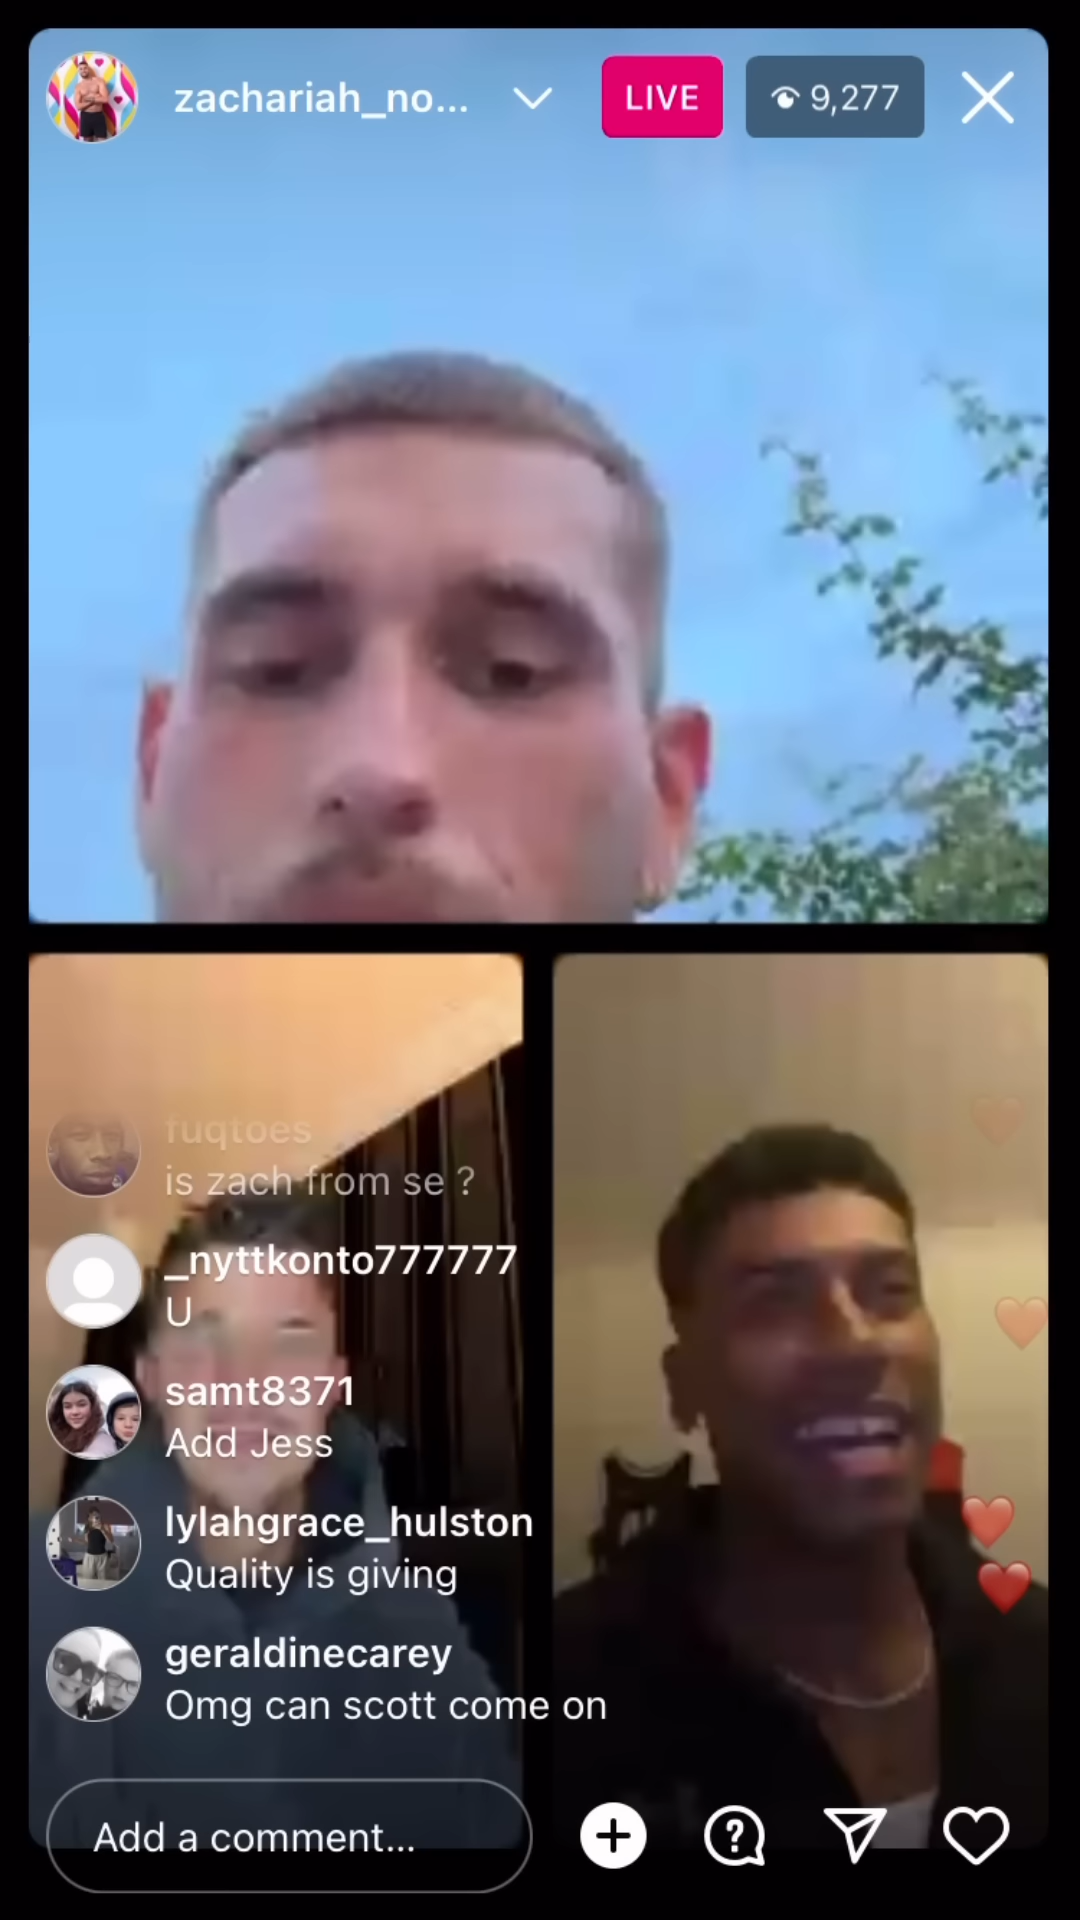 zachariah_no...
LIVE
9,277
fuqtoes
is zach from se ?
_nyttkonto777777
U
samt8371
Add Jess
lylahgrace_hulston
Quality is giving
geraldinecarey
Omg can scott come on
Add a comment...